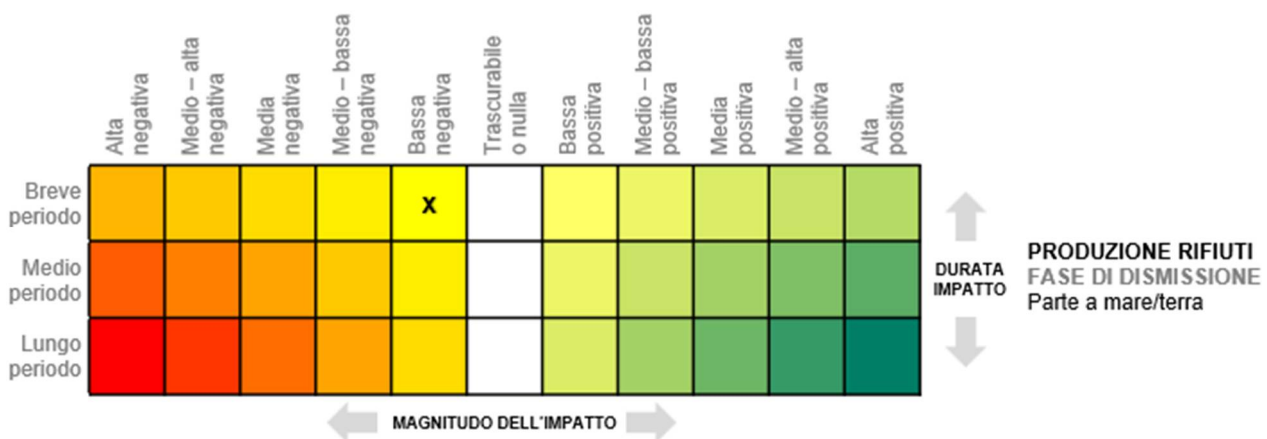 Alta
negativa
Medio – alta
negativa
Media
negativa
Medio – bassa
negativa
Bassa
negativa
Trascurabile
o nulla
Bassa
positiva
Medio – bassa
positiva
Media
positiva
Medio – alta
positiva
Alta
positiva
Breve
periodo
X
Medio
periodo
Lungo
periodo
DURATA
IMPATTO
PRODUZIONE RIFIUTI
FASE DI DISMISSIONE
Parte a mare/terra
MAGNITUDO DELL'IMPATTO